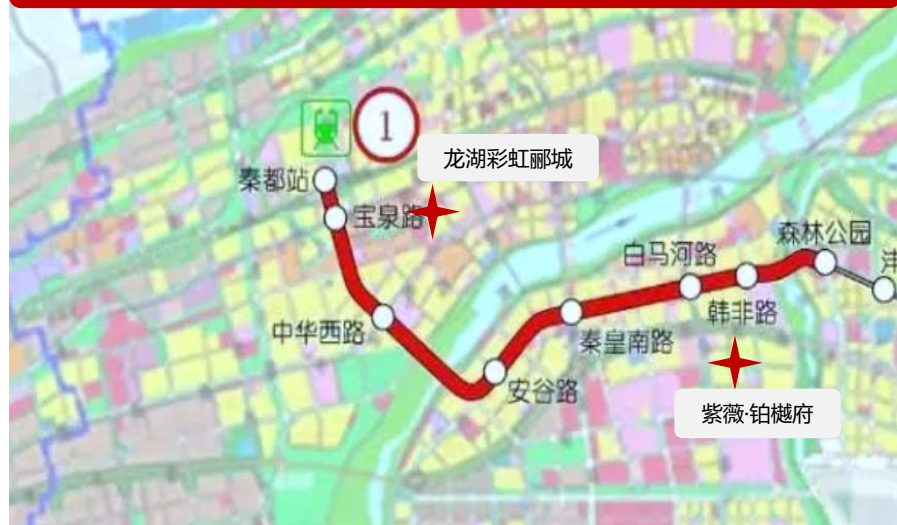 1
龙湖彩虹郦城
秦都站
宝泉路
森林公园
沣
白马河路
韩非路
中华西路
秦皇南路
安谷路
紫薇·铂樾府